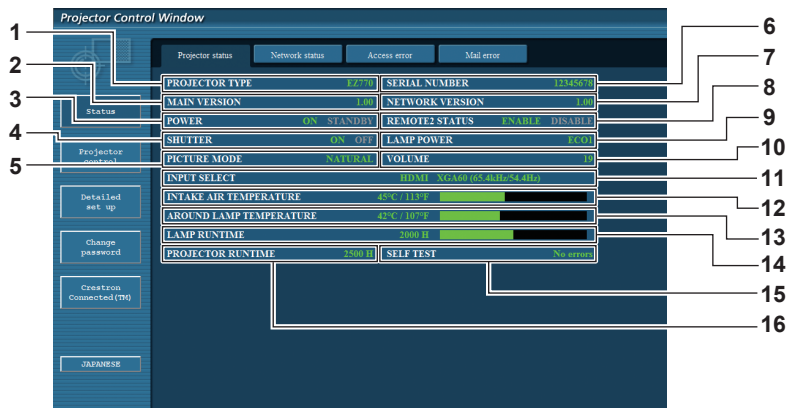 Projector Control Window
Projector status Network status Access error Mail error
PROJECTOR TYPE EZ770 SERIAL NUMBER 12345678
MAIN VERSION 1.00 NETWORK VERSION 1.00
POWER ON STANDBY REMOTE2 STATUS ENABLE DISABLE
SHUTTER ON OFF LAMP POWER ECO1
PICTURE MODE NATURAL VOLUME 19
INPUT SELECT HDMI XGA60 (65.4kHz/54.4Hz)
INTAKE AIR TEMPERATURE 45°C / 113°F
AROUND LAMP TEMPERATURE 42°C / 107°F
LAMP RUNTIME 2000 H
PROJECTOR RUNTIME 2500 H SELF TEST No errors
Status
Projector
control
Detailed
set up
Change
password
Crestron
Connected(TM)
JAPANESE
1
2
3
4
5
6
7
8
9
10
11
12
13
14
15
16